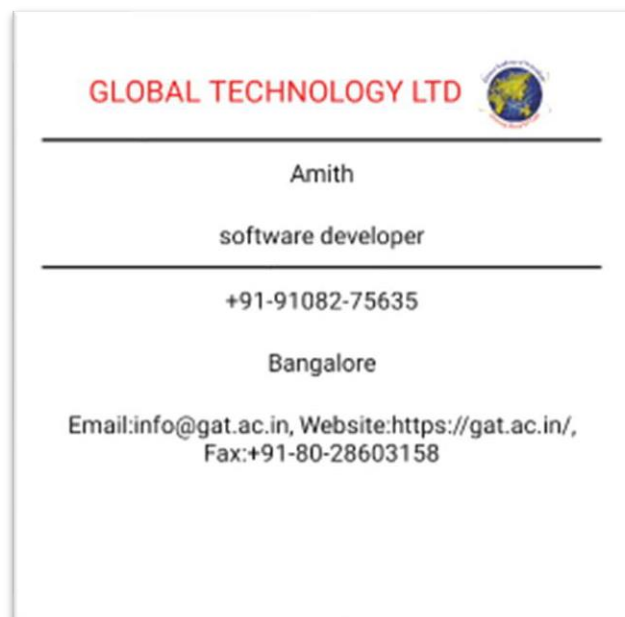 GLOBAL TECHNOLOGY LTD
Amith
software developer
+91-91082-75635
Bangalore
Email:info@gat.ac.in, Website:https://gat.ac.in/,
Fax:+91-80-28603158